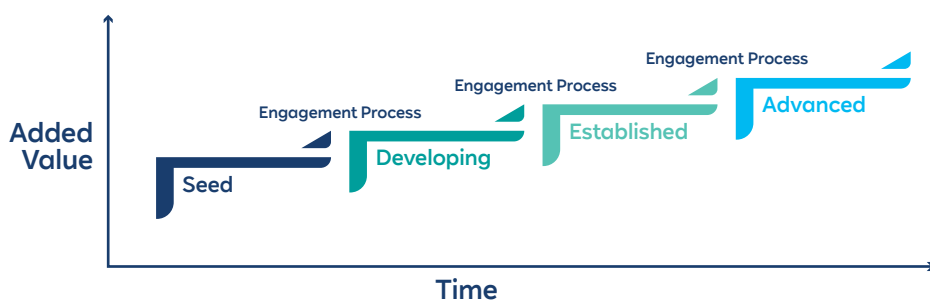 Engagement Process
Engagement Process
Engagement Process
Advanced
Established
Developing
Seed
Added
Value
Time